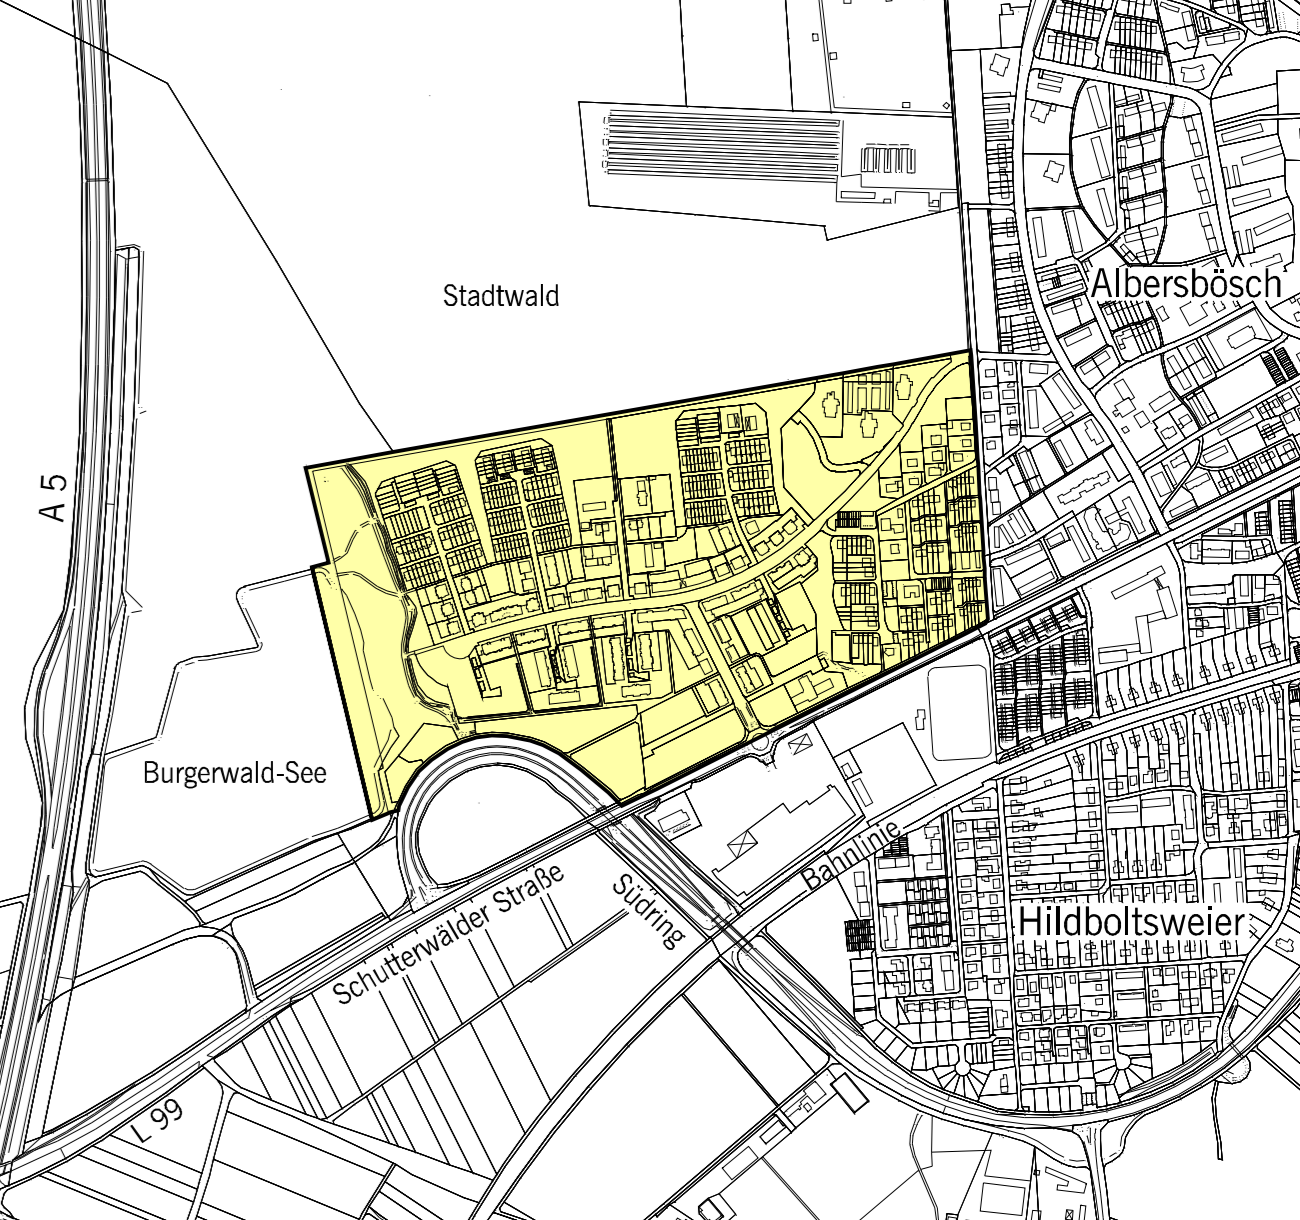 Stadtwald
Albersbösch
A 5
Burgerwald-See
Bahnlinie
Schutterwälder Straße
Südring
Hildboltsweier
L 99